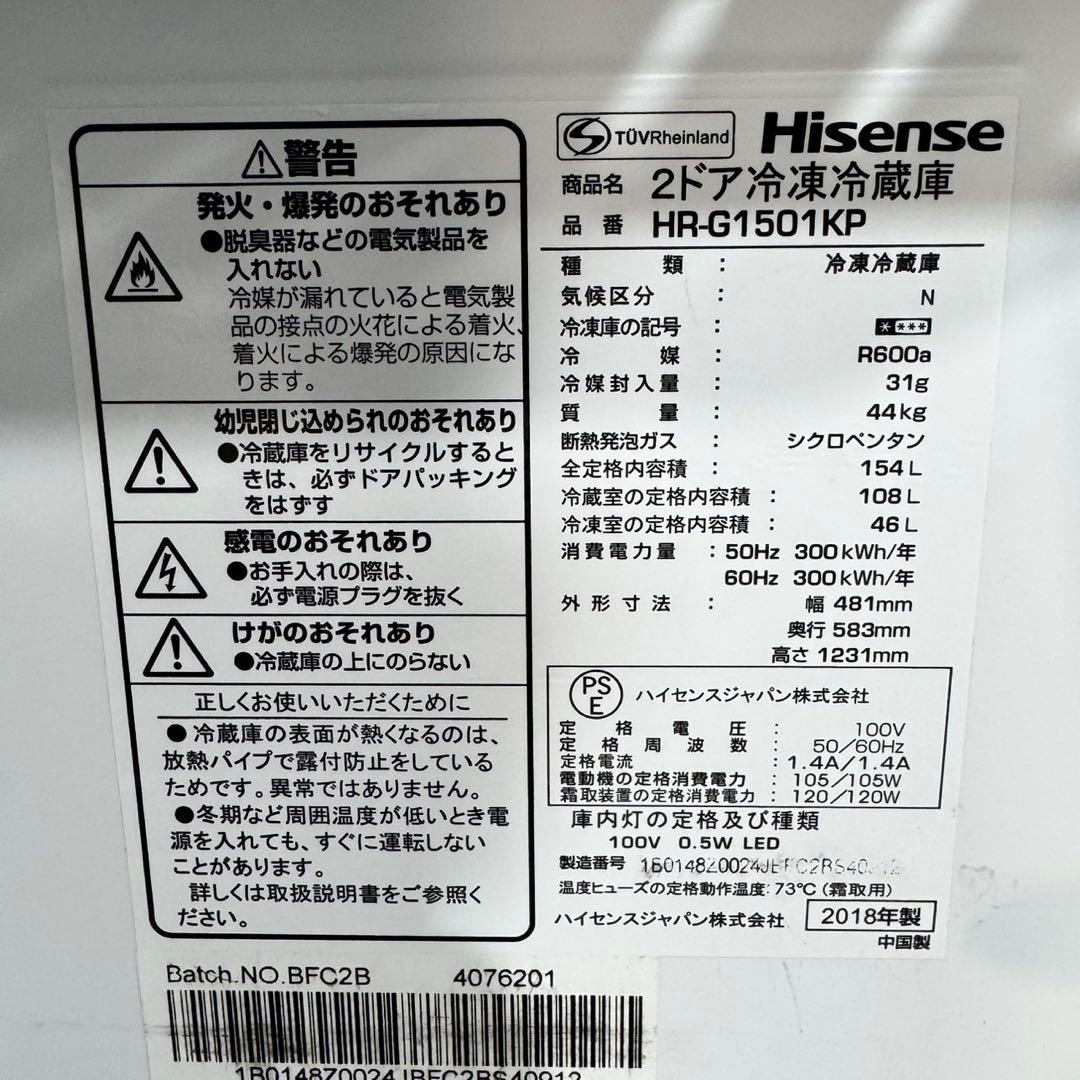 警告
発火・爆発のおそれあり
●脱臭器などの電気製品を
入れない
冷媒が漏れていると電気製
品の接点の火花による着火、
着火による爆発の原因にな
ります。
幼児閉じ込められのおそれあり
●冷蔵庫をリサイクルすると
きは、必ずドアパッキング
をはずす
感電のおそれあり
●お手入れの際は、
必ず電源プラグを抜く
けがのおそれあり
●冷蔵庫の上にのらない
正しくお使いいただくために
●冷蔵庫の表面が熱くなるのは、
放熱パイプで露付防止をしている
ためです。異常ではありません。
●冬期など周囲温度が低いとき電
源を入れても、すぐに運転しない
ことがあります。
詳しくは取扱説明書をご参照く
ださい。
TÜVRheinland Hisense
商品名 2ドア冷凍冷蔵庫
品番 HR-G1501KP
種類 : 冷凍冷蔵庫
気候区分 : N
冷凍庫の記号 : ****
冷媒 : R600a
冷媒封入量 : 31g
質量 : 44kg
断熱発泡ガス : シクロペンタン
全定格内容積 : 154L
冷蔵室の定格内容積 : 108L
冷凍室の定格内容積 : 46L
消費電力量 : 50Hz 300kWh/年
60Hz 300kWh/年
外形寸法 : 幅 481mm
奥行 583mm
高さ 1231mm
PSE ハイセンスジャパン株式会社
定格電圧 : 100V
定格周波数 : 50/60Hz
定格電流 : 1.4A/1.4A
電動機の定格消費電力 : 105/105W
霜取装置の定格消費電力 : 120/120W
庫内灯の定格及び種類
100V 0.5W LED
製造番号
温度ヒューズの定格動作温度: 73℃(霜取用)
ハイセンスジャパン株式会社 2018年製
中国製
Batch.NO.BFC2B 4076201
1B0148Z0024JBFC2BS40912